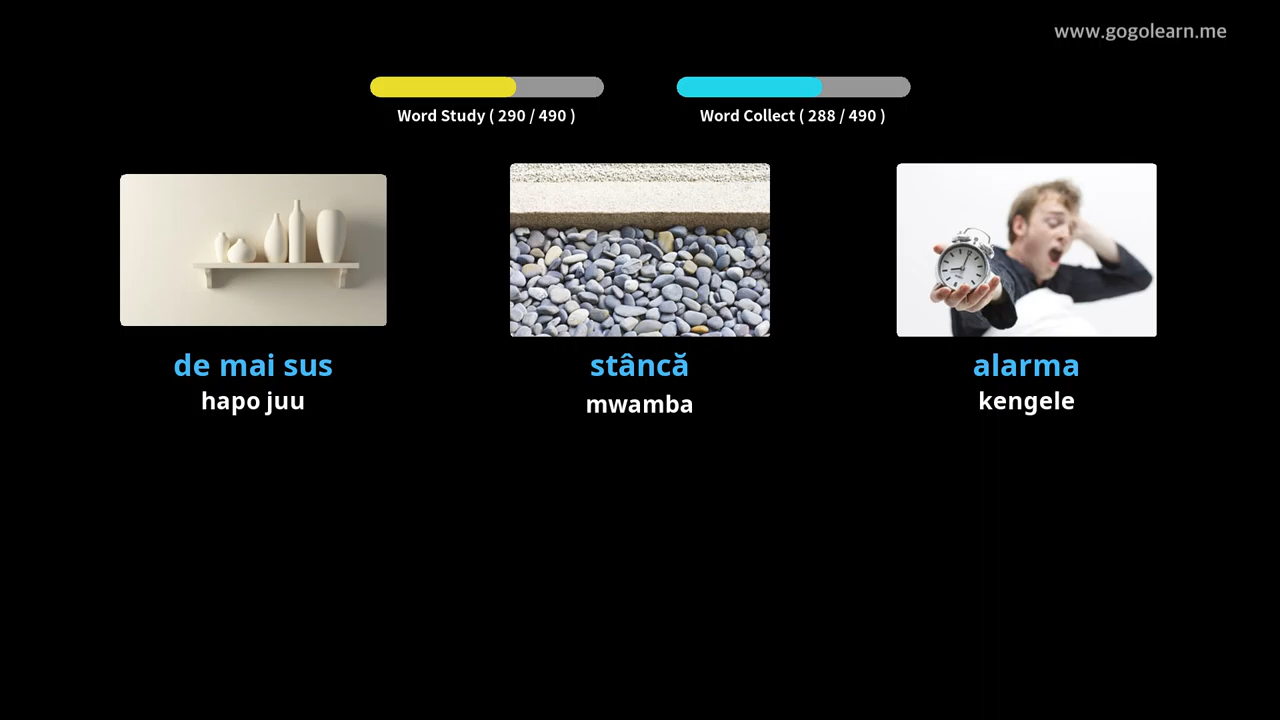 www.gogolearn.me
Word Study ( 290 / 490 )
Word Collect ( 288 / 490 )
de mai sus
hapo juu
stâncă
mwamba
alarma
kengele